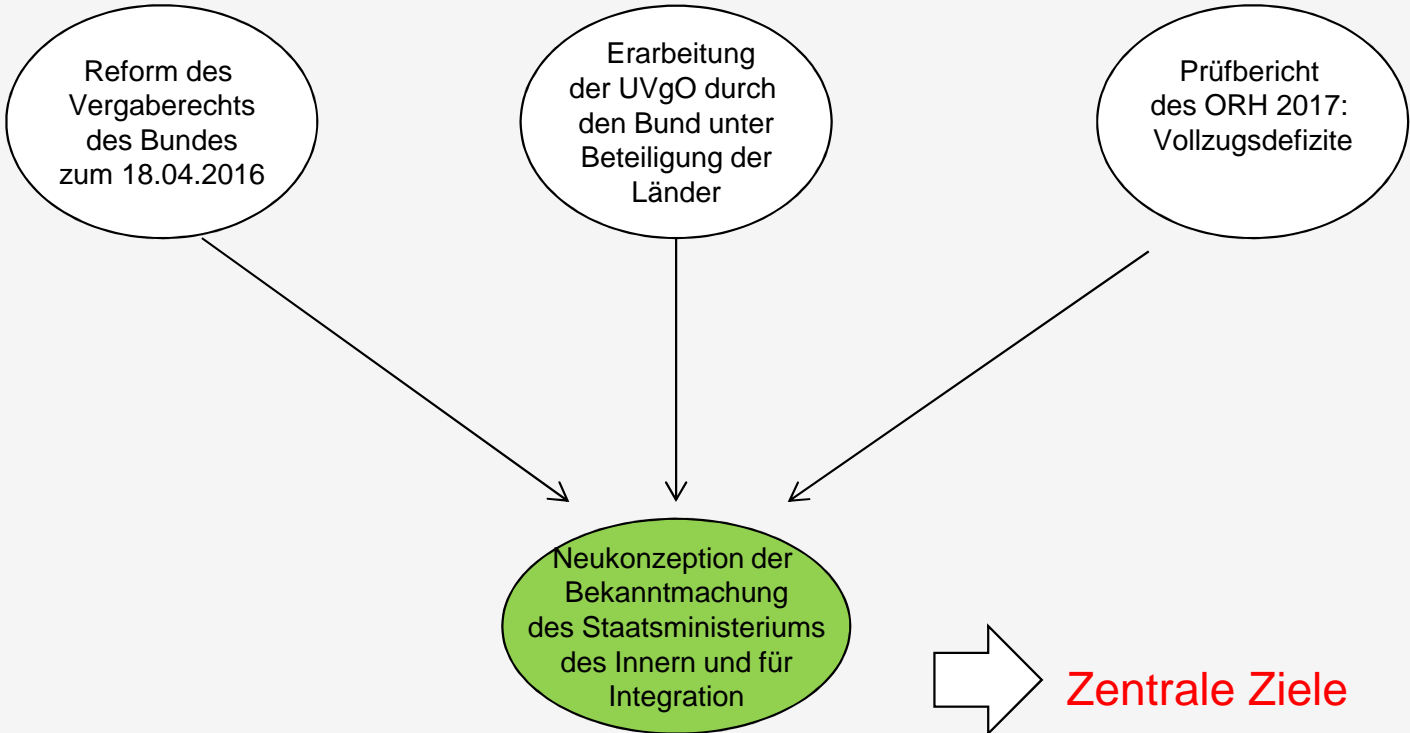 Reform des
Vergaberechts
des Bundes
zum 18.04.2016
Erarbeitung
der UVgO durch
den Bund unter
Beteiligung der
Länder
Prüfbericht
des ORH 2017:
Vollzugsdefizite
Neukonzeption der
Bekanntmachung
des Staatsministeriums
des Innern und für
Integration
Zentrale Ziele